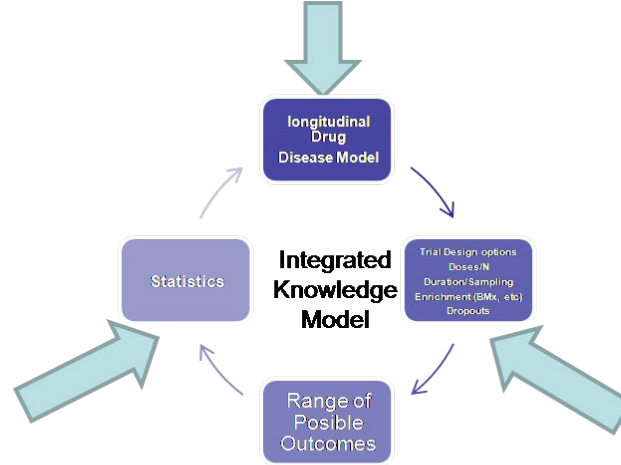 longitudinal
Drug
Disease Model
Trial Design options
Doses/N
Duration/Sampling
Enrichment (BMx, etc)
Dropouts
Statistics
Integrated
Knowledge
Model
Range of
Posible
Outcomes